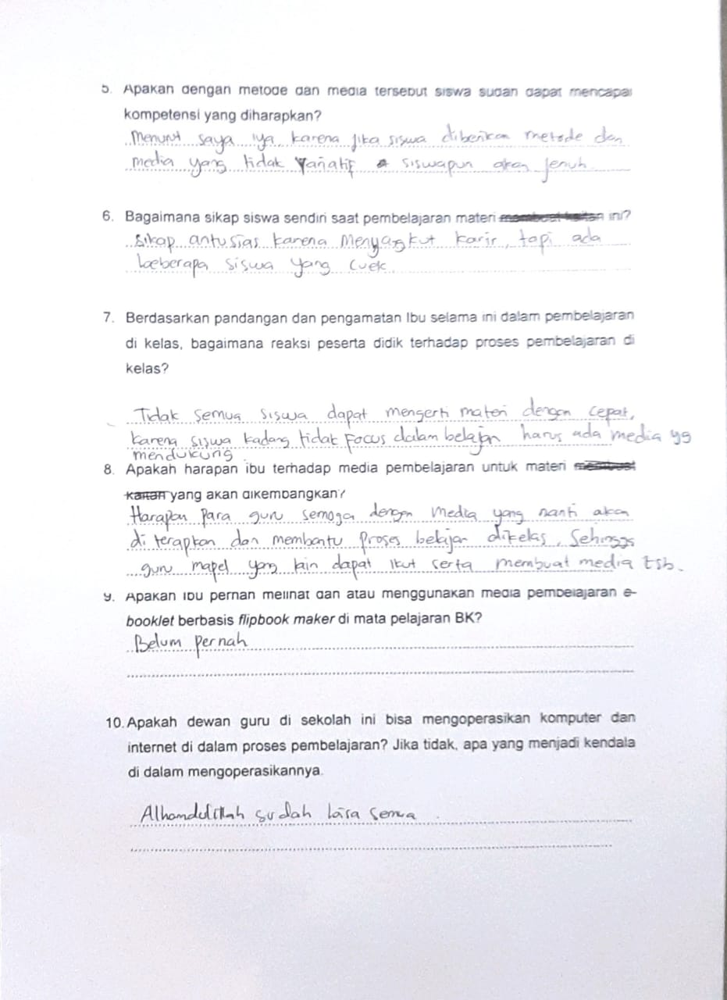 5. Apakah dengan metode dan media tersebut siswa sudah dapat mencapai
kompetensi yang diharapkan?
Menurut saya iya, karena jika siswa diberikan metode dan
media yang tidak variatif siswapun akan jenuh.
6. Bagaimana sikap siswa sendiri saat pembelajaran materi membuat kaitan ini?
Sikap antusias karena menyangkut karir, tapi ada
beberapa siswa yang cuek.
7. Berdasarkan pandangan dan pengamatan Ibu selama ini dalam pembelajaran
di kelas, bagaimana reaksi peserta didik terhadap proses pembelajaran di
kelas?
Tidak semua siswa dapat mengerti materi dengan cepat,
karena siswa kadang tidak focus dalam belajar harus ada media yg
mendukung
8. Apakah harapan ibu terhadap media pembelajaran untuk materi membuat
kaitan yang akan dikembangkan?
Harapan para guru semoga dengan media yang nanti akan
di terapkan dan membantu proses belajar dikelas, Sehingga
guru mapel yang lain dapat ikut serta membuat media tsb.
9. Apakah Ibu pernah melihat dan atau menggunakan media pembelajaran e-
booklet berbasis flipbook maker di mata pelajaran BK?
Belum pernah
10. Apakah dewan guru di sekolah ini bisa mengoperasikan komputer dan
internet di dalam proses pembelajaran? Jika tidak, apa yang menjadi kendala
di dalam mengoperasikannya.
Alhamdulillah sudah bisa semua.